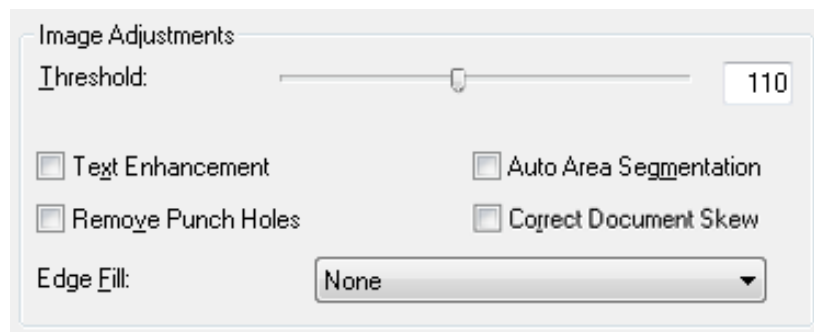 Image Adjustments
Threshold: 110
Text Enhancement Auto Area Segmentation
Remove Punch Holes Correct Document Skew
Edge Fill: None